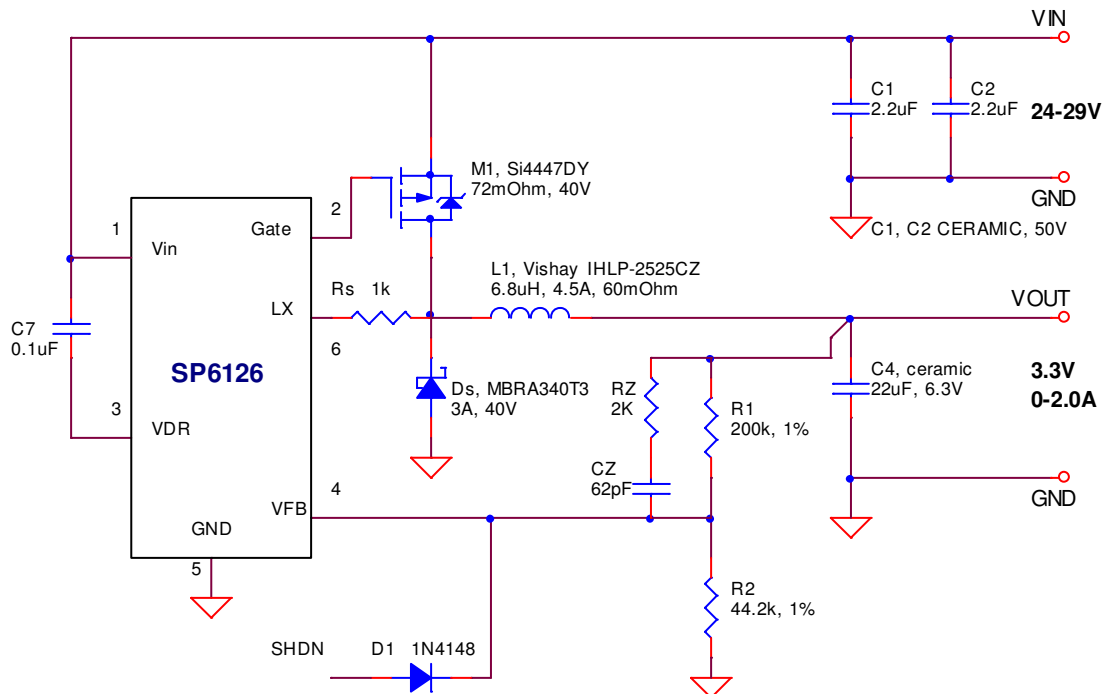 VIN
C1
2.2uF
C2
2.2uF
24-29V
GND
C1, C2 CERAMIC, 50V
M1, Si4447DY
72mOhm, 40V
1
Vin
2
Gate
L1, Vishay IHLP-2525CZ
6.8uH, 4.5A, 60mOhm
Rs 1k
LX
6
VOUT
C7
0.1uF
SP6126
Ds, MBRA340T3
3A, 40V
RZ
2K
R1
200k, 1%
C4, ceramic
22uF, 6.3V
3.3V
0-2.0A
3
VDR
CZ
62pF
4
VFB
GND
GND
5
R2
44.2k, 1%
SHDN D1 1N4148